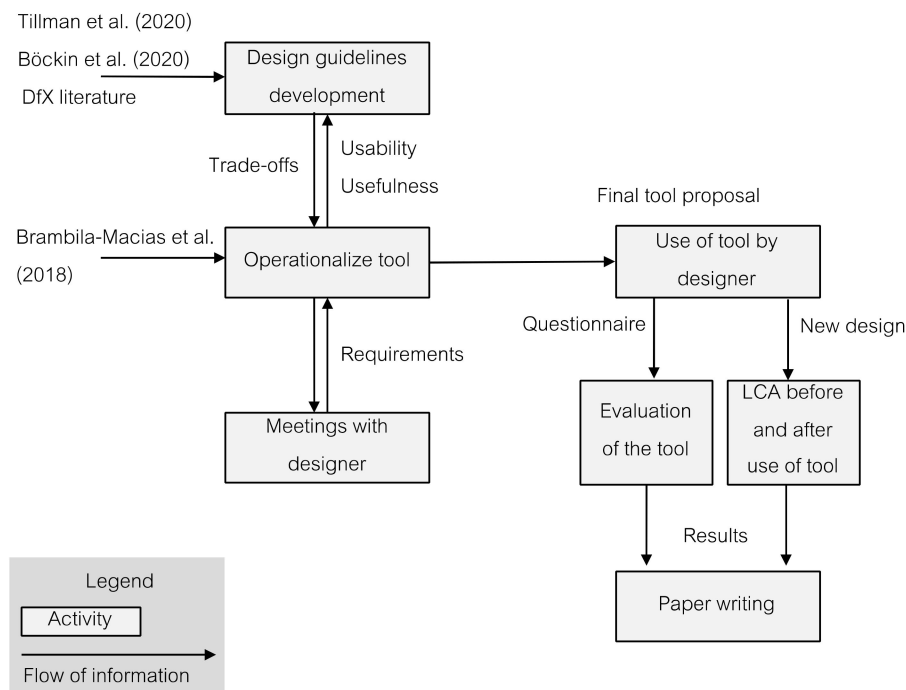 Tillman et al. (2020)
Böckin et al. (2020)
DfX literature
Design guidelines
development
Trade-offs
Usability
Usefulness
Brambila-Macias et al.
(2018)
Operationalize tool
Final tool proposal
Use of tool by
designer
Requirements
Meetings with
designer
Questionnaire
New design
Evaluation
of the tool
LCA before
and after
use of tool
Results
Paper writing
Legend
Activity
Flow of information